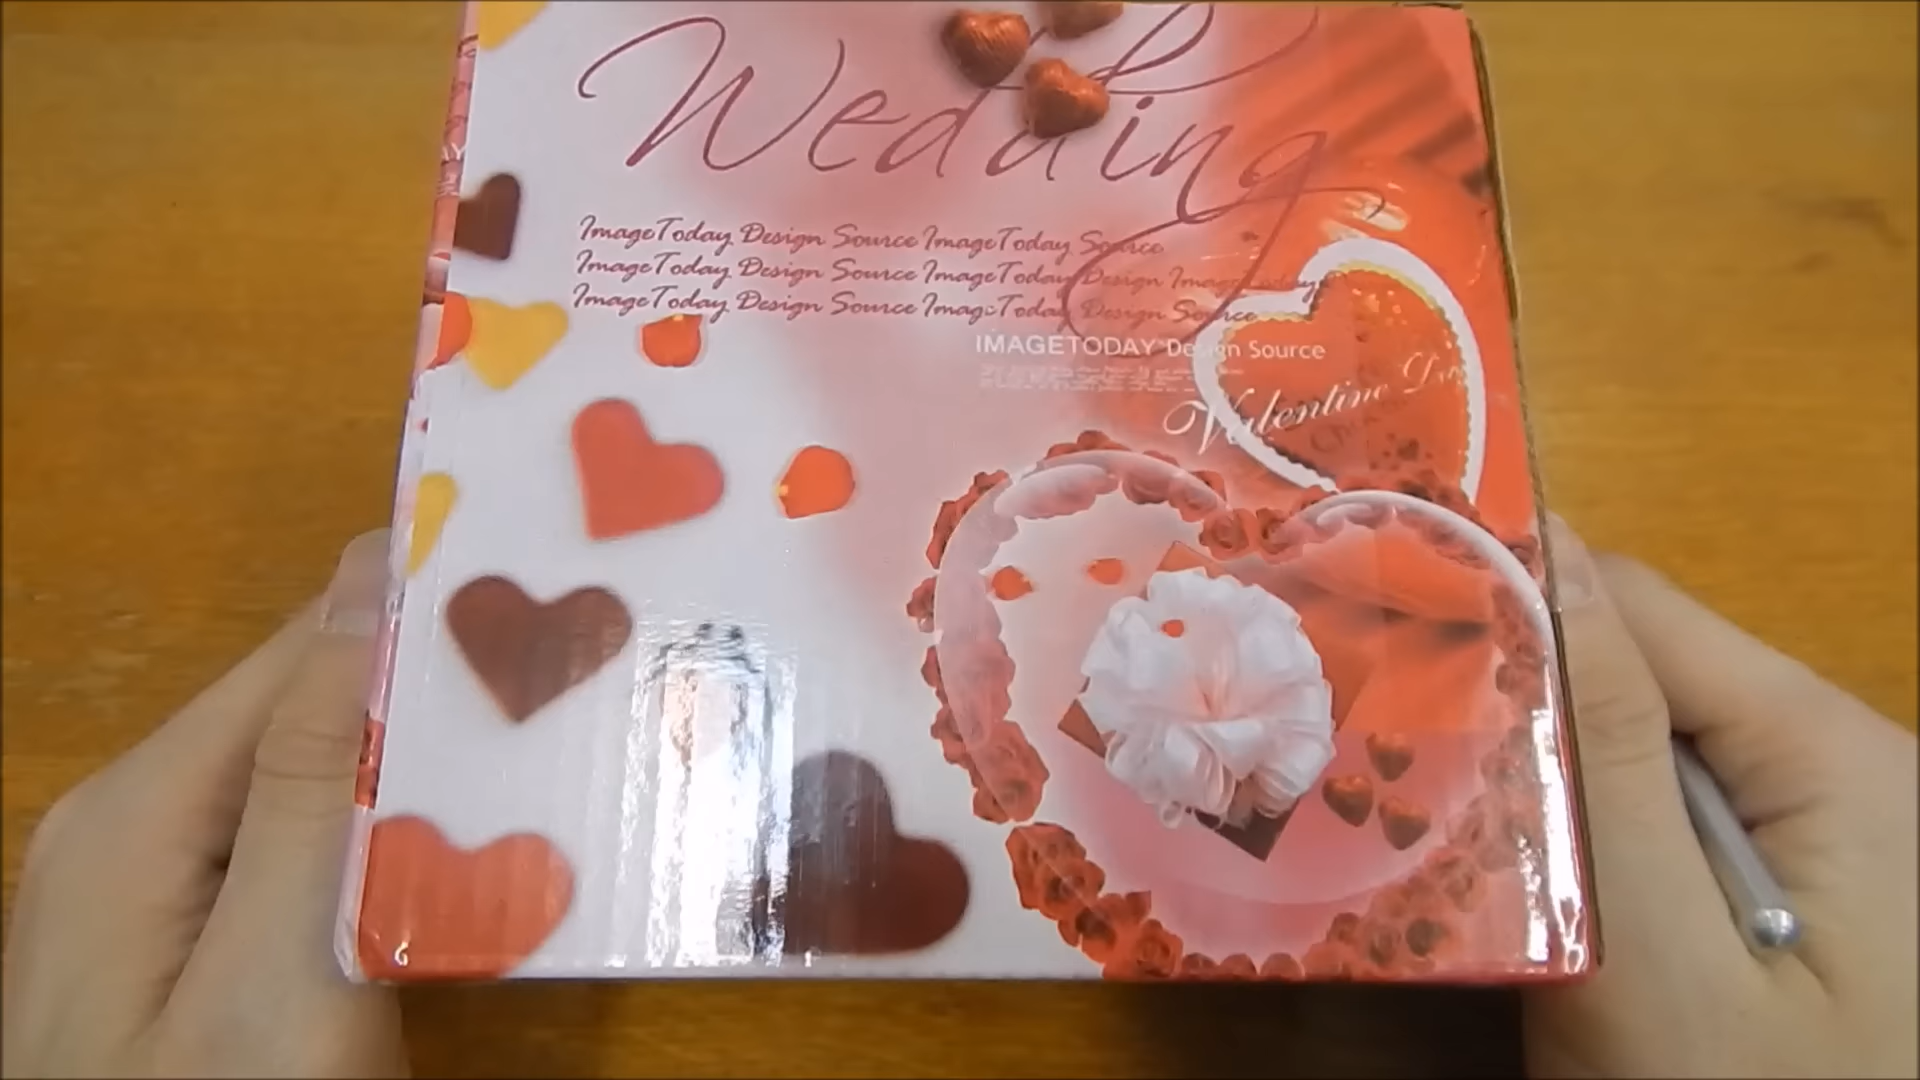 Wedding
ImageToday Design Source ImageToday Source
ImageToday Design Source ImageToday Design ImageToday
ImageToday Design Source ImageToday Design Source
IMAGETODAY Design Source
Valentine